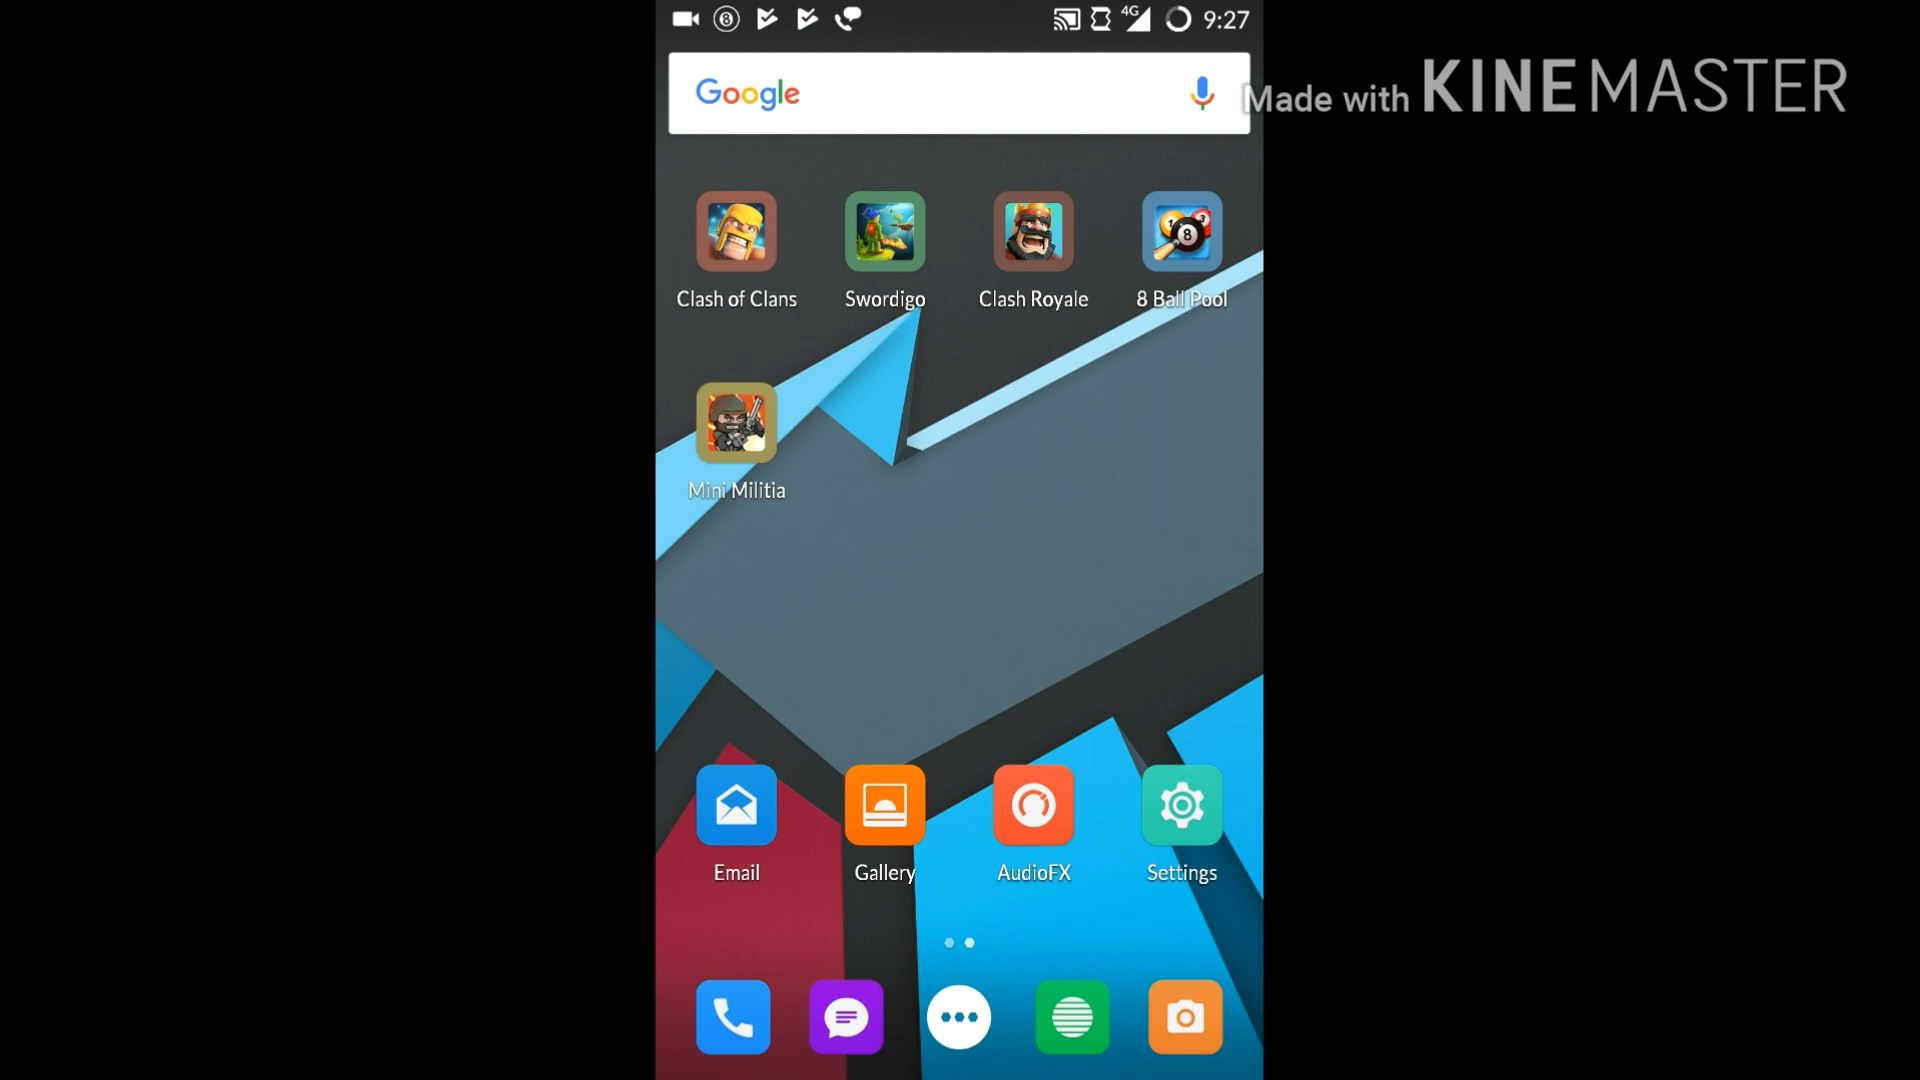 4G 9:27
Google
Made with KINEMASTER
Clash of Clans Swordigo Clash Royale 8 Ball Pool
Mini Militia
Email Gallery AudioFX Settings